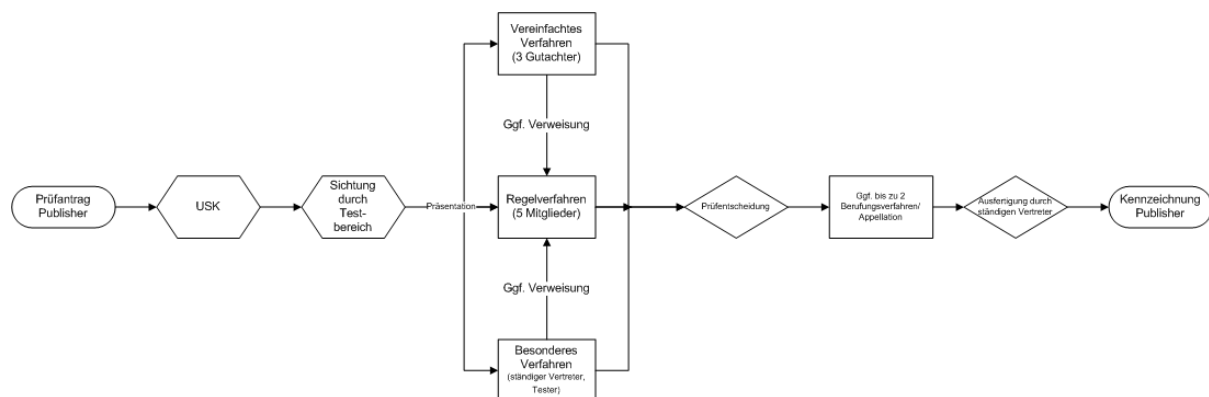 Prüfantrag
Publisher
USK
Sichtung
durch
Test-
bereich
Präsentation
Vereinfachtes
Verfahren
(3 Gutachter)
Ggf. Verweisung
Regelverfahren
(5 Mitglieder)
Ggf. Verweisung
Besonderes
Verfahren
(ständiger Vertreter,
Tester)
Prüfentscheidung
Ggf. bis zu 2
Berufungsverfahren/
Appellation
Ausfertigung durch
ständigen Vertreter
Kennzeichnung
Publisher